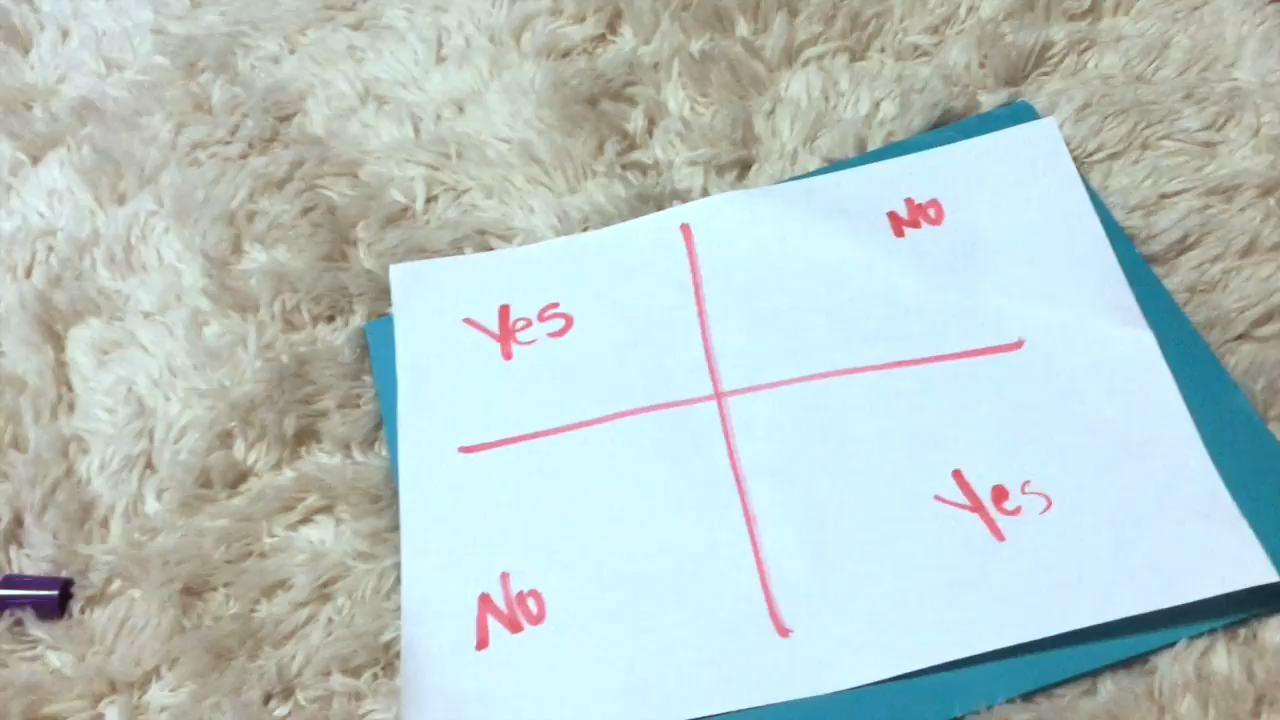 Yes No
No Yes